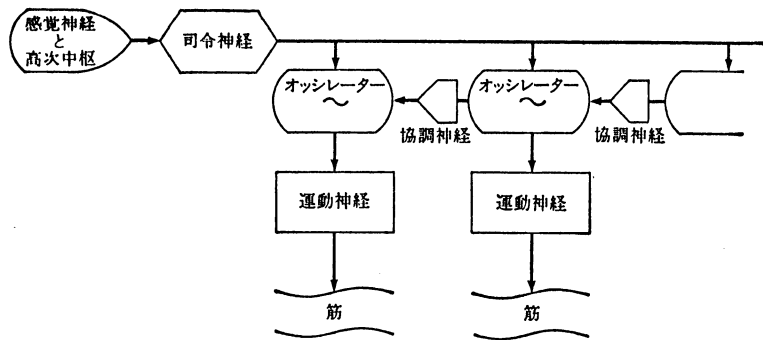 感覚神経
と
高次中枢
司令神経
オッシレーター
〜
協調神経
オッシレーター
〜
協調神経
運動神経
運動神経
筋
筋